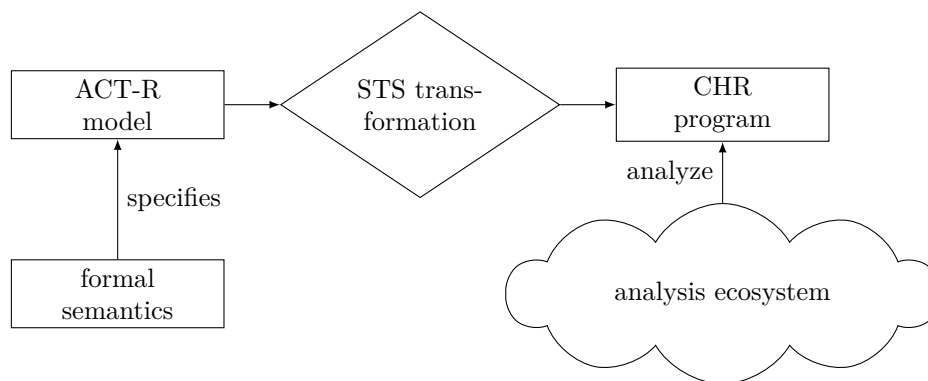 ACT-R
model
STS trans-
formation
CHR
program
specifies
analyze
formal
semantics
analysis ecosystem